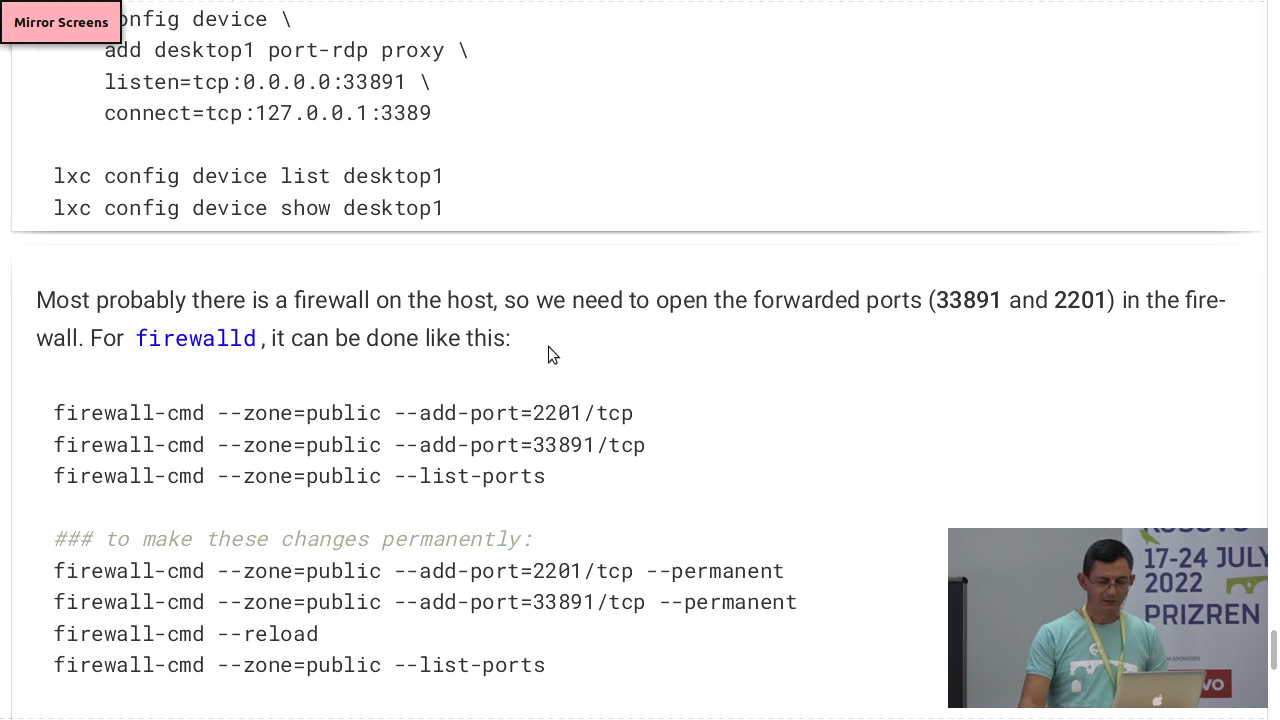 Mirror Screens
onfig device \
add desktop1 port-rdp proxy \
listen=tcp:0.0.0.0:33891 \
connect=tcp:127.0.0.1:3389
lxc config device list desktop1
lxc config device show desktop1
Most probably there is a firewall on the host, so we need to open the forwarded ports (33891 and 2201) in the fire-
wall. For firewalld, it can be done like this:
firewall-cmd --zone=public --add-port=2201/tcp
firewall-cmd --zone=public --add-port=33891/tcp
firewall-cmd --zone=public --list-ports
### to make these changes permanently:
firewall-cmd --zone=public --add-port=2201/tcp --permanent
firewall-cmd --zone=public --add-port=33891/tcp --permanent
firewall-cmd --reload
firewall-cmd --zone=public --list-ports
KOSOVO
17-24 JULY
2022
PRIZREN
SPONSORS